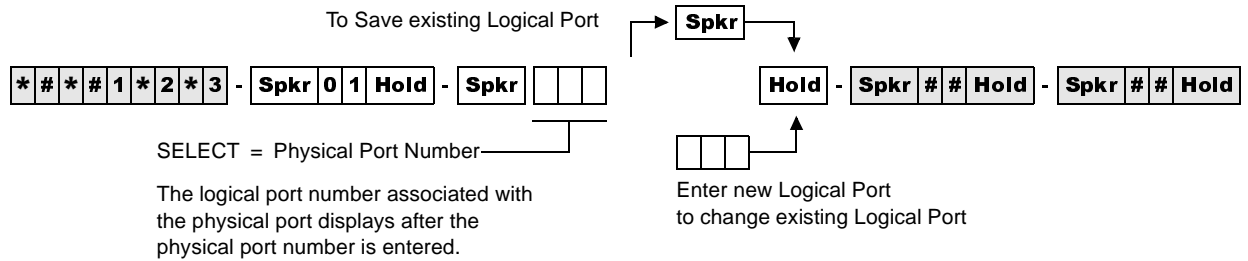 To Save existing Logical Port Spkr
*#*#1*2*3 - Spkr 0 1 Hold - Spkr Hold - Spkr # # Hold - Spkr # # Hold
SELECT = Physical Port Number
The logical port number associated with
the physical port displays after the
physical port number is entered.
Enter new Logical Port
to change existing Logical Port